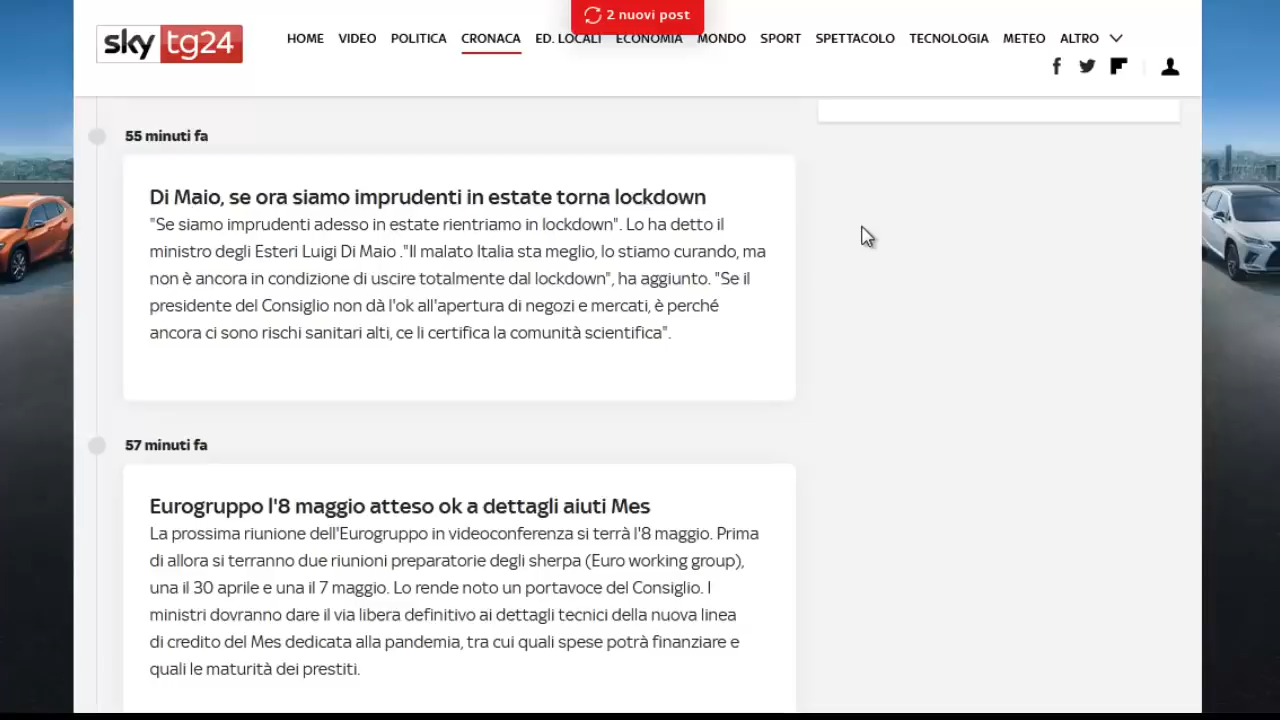 2 nuovi post
sky tg24
HOME VIDEO POLITICA CRONACA ED. LOCALI ECONOMIA MONDO SPORT SPETTACOLO TECNOLOGIA METEO ALTRO
55 minuti fa
Di Maio, se ora siamo imprudenti in estate torna lockdown
"Se siamo imprudenti adesso in estate rientriamo in lockdown". Lo ha detto il
ministro degli Esteri Luigi Di Maio ."Il malato Italia sta meglio, lo stiamo curando, ma
non è ancora in condizione di uscire totalmente dal lockdown", ha aggiunto. "Se il
presidente del Consiglio non dà l'ok all'apertura di negozi e mercati, è perché
ancora ci sono rischi sanitari alti, ce li certifica la comunità scientifica".
57 minuti fa
Eurogruppo l'8 maggio atteso ok a dettagli aiuti Mes
La prossima riunione dell'Eurogruppo in videoconferenza si terrà l'8 maggio. Prima
di allora si terranno due riunioni preparatorie degli sherpa (Euro working group),
una il 30 aprile e una il 7 maggio. Lo rende noto un portavoce del Consiglio. I
ministri dovranno dare il via libera definitivo ai dettagli tecnici della nuova linea
di credito del Mes dedicata alla pandemia, tra cui quali spese potrà finanziare e
quali le maturità dei prestiti.